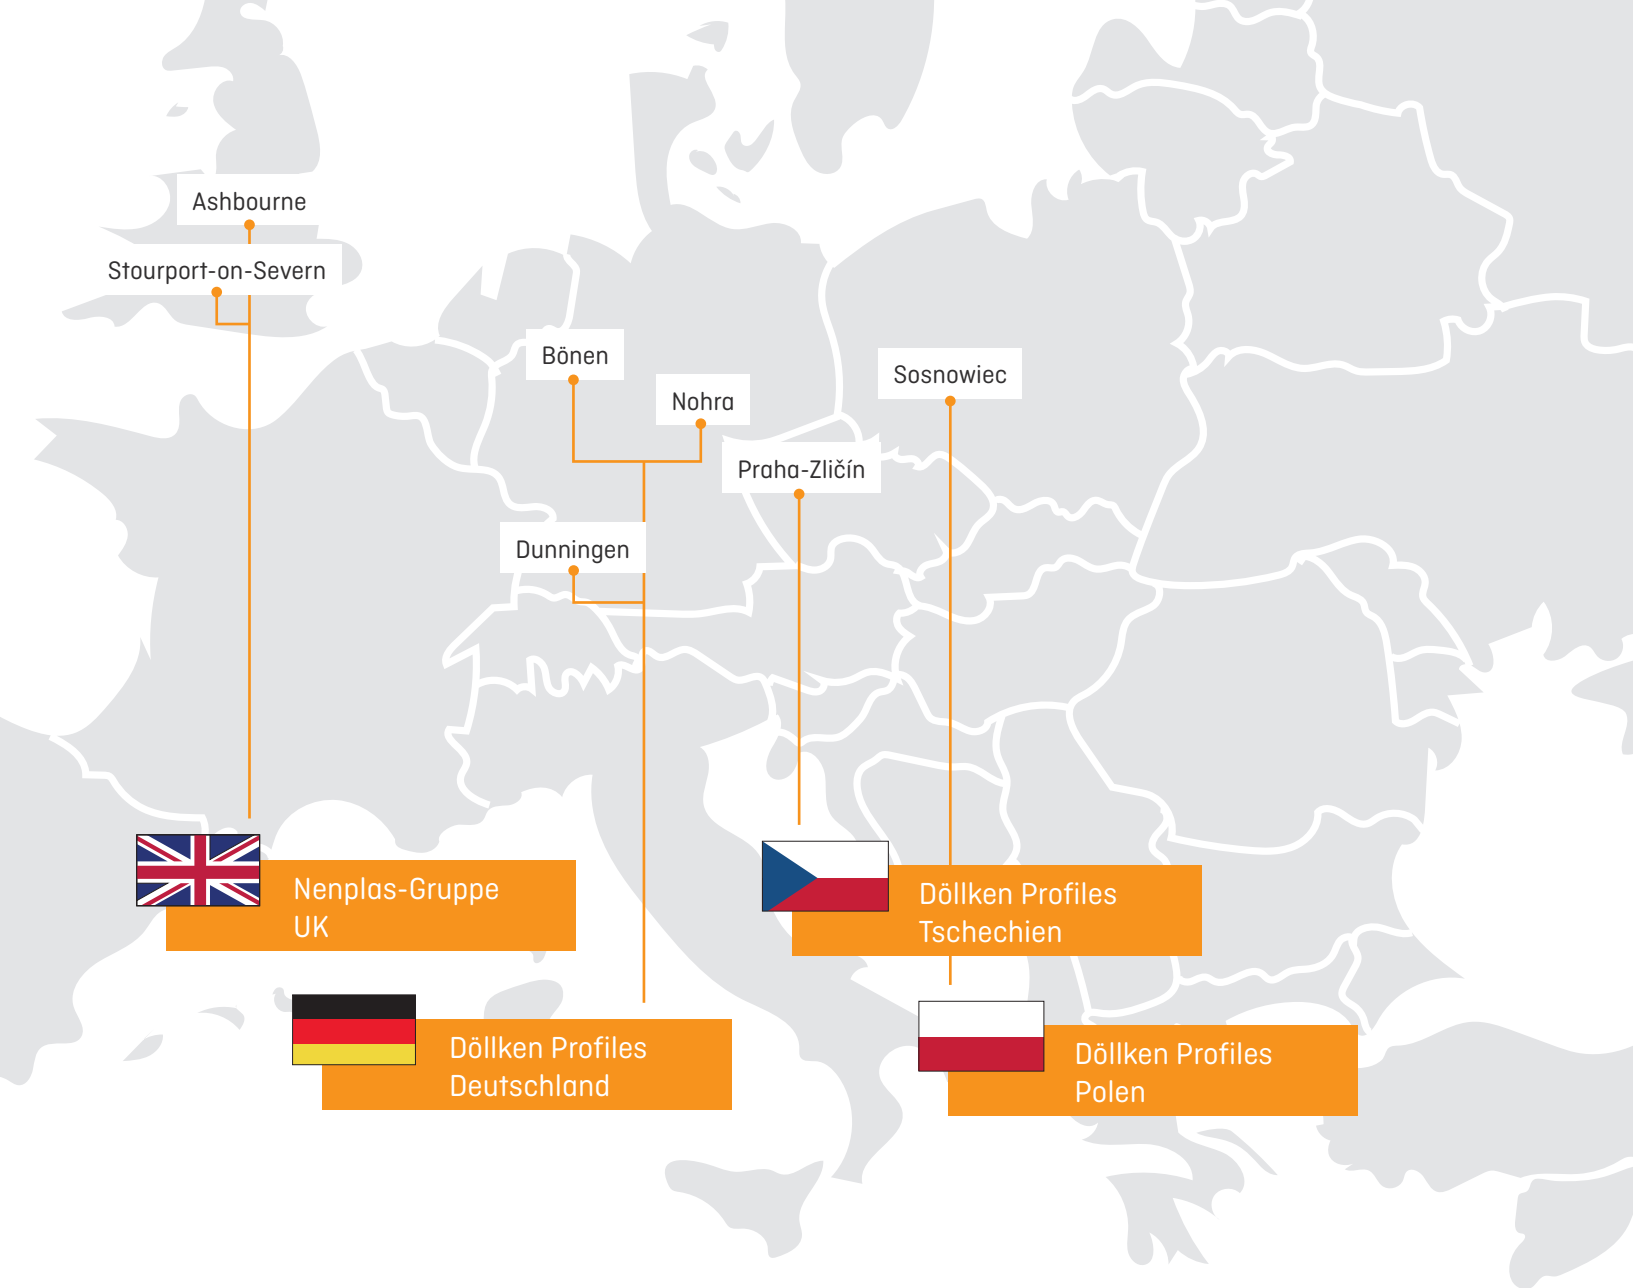 Ashbourne
Stourport-on-Severn
Bönen
Nohra
Sosnowiec
Praha-Zličín
Dunningen
Nenplas-Gruppe
UK
Döllken Profiles
Tschechien
Döllken Profiles
Deutschland
Döllken Profiles
Polen